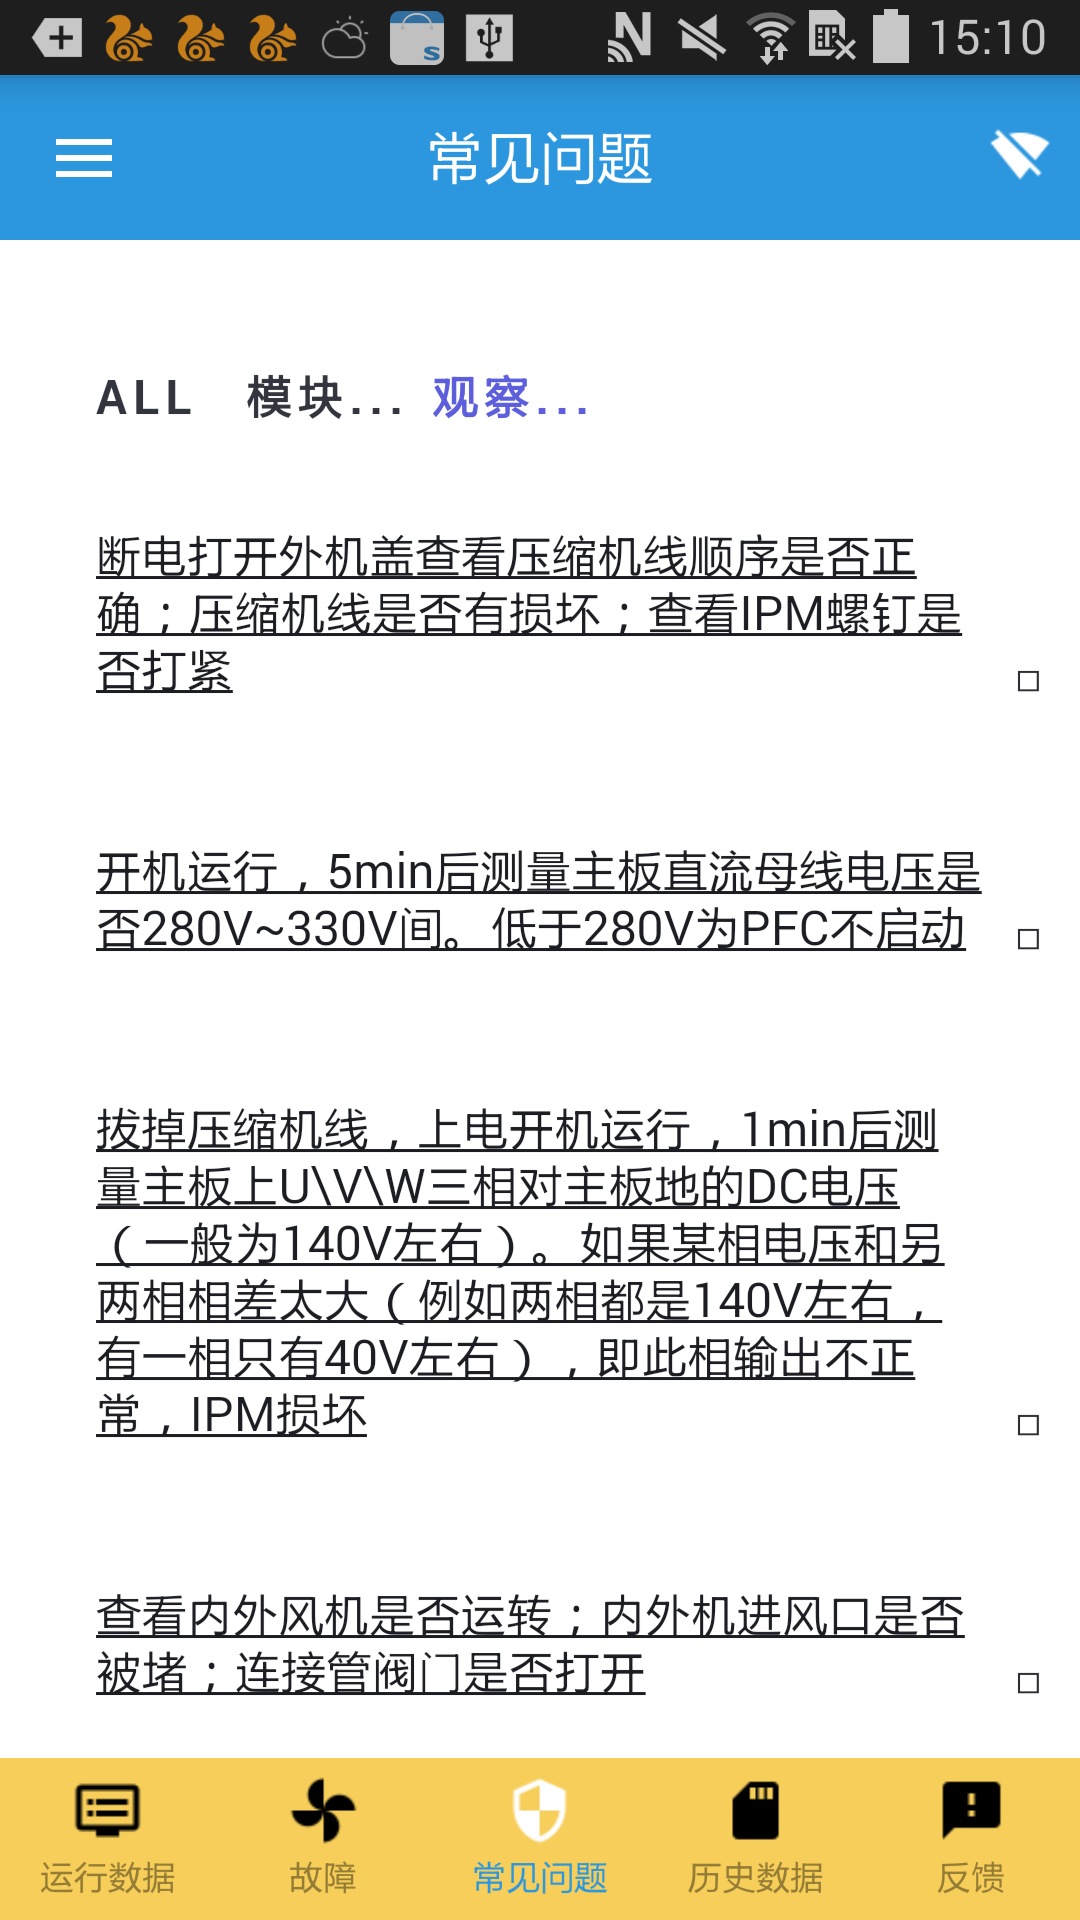 15:10
常见问题
ALL 模块... 观察...
断电打开外机盖查看压缩机线顺序是否正
确；压缩机线是否有损坏；查看IPM螺钉是
否打紧
开机运行，5min后测量主板直流母线电压是
否280V~330V间。低于280V为PFC不启动
拔掉压缩机线，上电开机运行，1min后测
量主板上U\V\W三相对主板地的DC电压
（一般为140V左右）。如果某相电压和另
两相相差太大（例如两相都是140V左右，
有一相只有40V左右），即此相输出不正
常，IPM损坏
查看内外风机是否运转；内外机进风口是否
被堵；连接管阀门是否打开
运行数据 故障 常见问题 历史数据 反馈